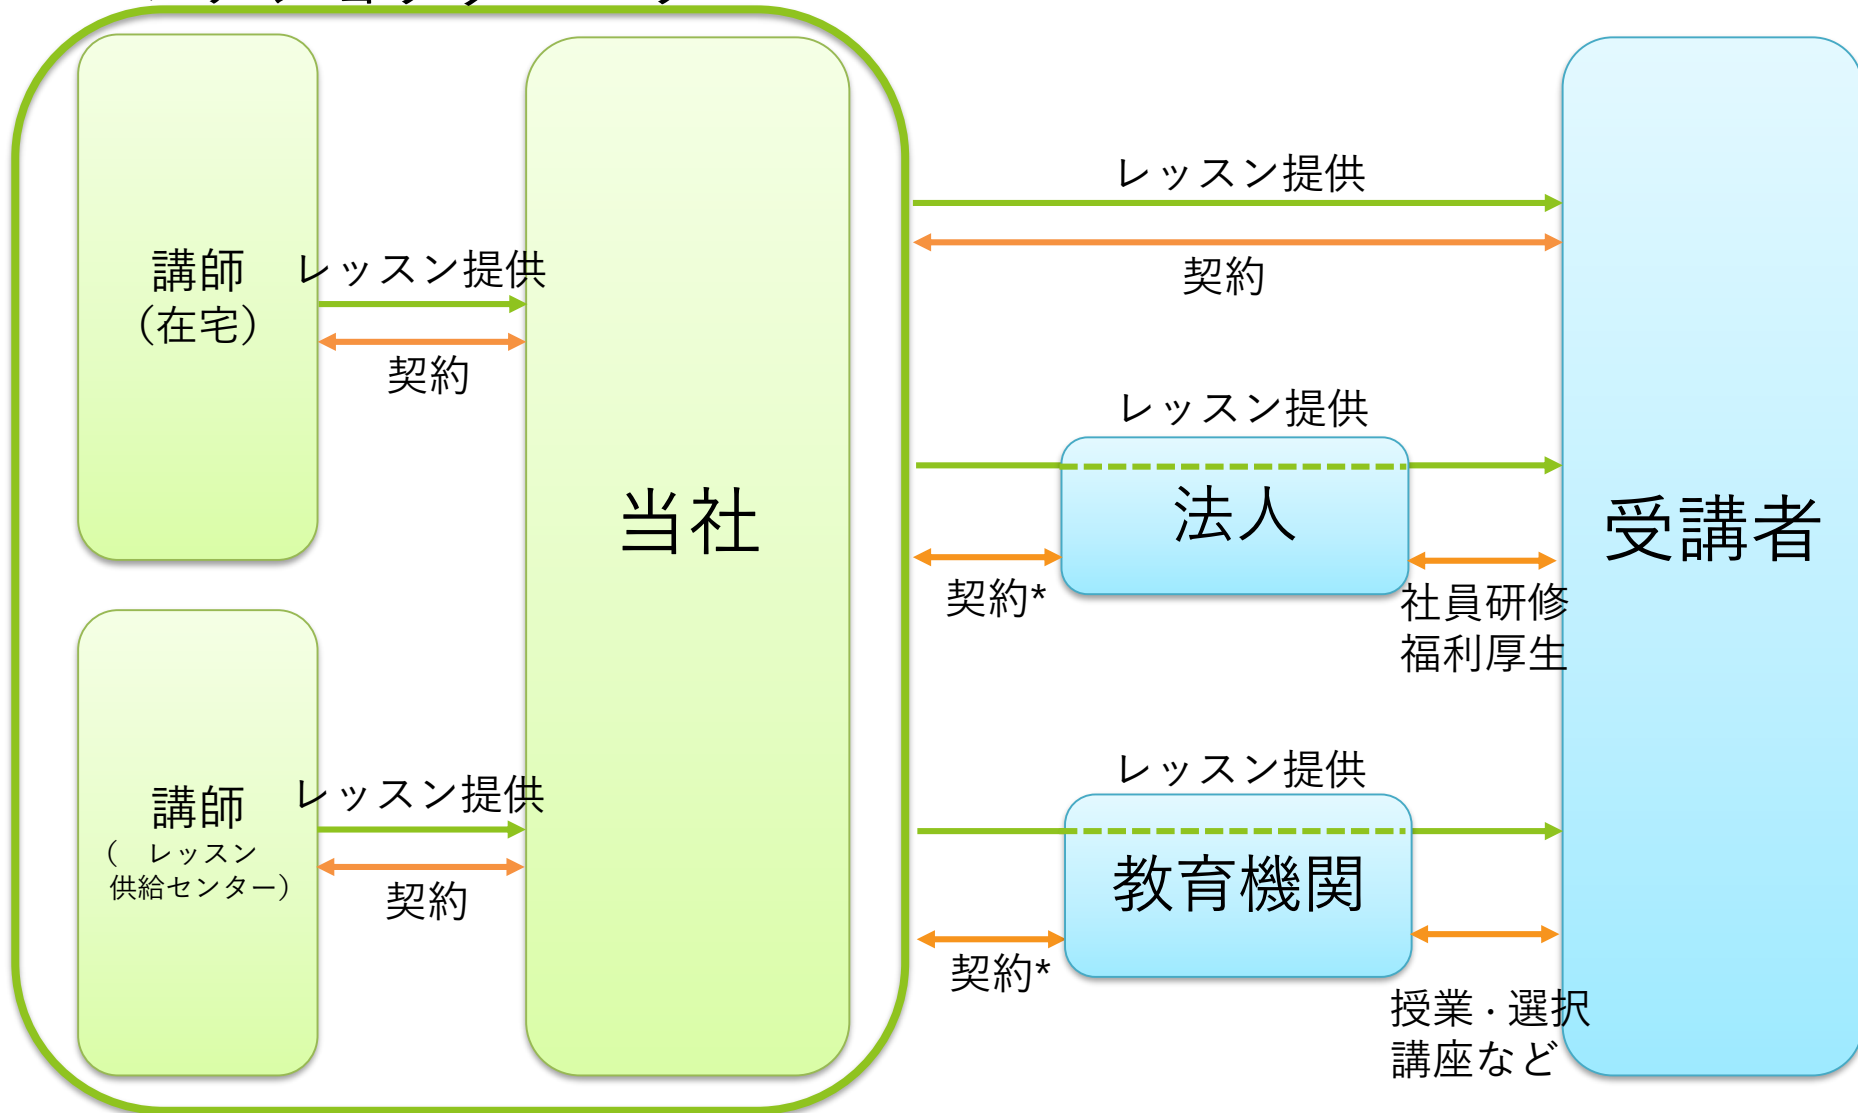 講師
（在宅）
レッスン提供
契約
当社
講師
（　レッスン
供給センター）
レッスン提供
契約
レッスン提供
契約
レッスン提供
法人
契約*
社員研修
福利厚生
レッスン提供
教育機関
契約*
授業・選択
講座など
受講者